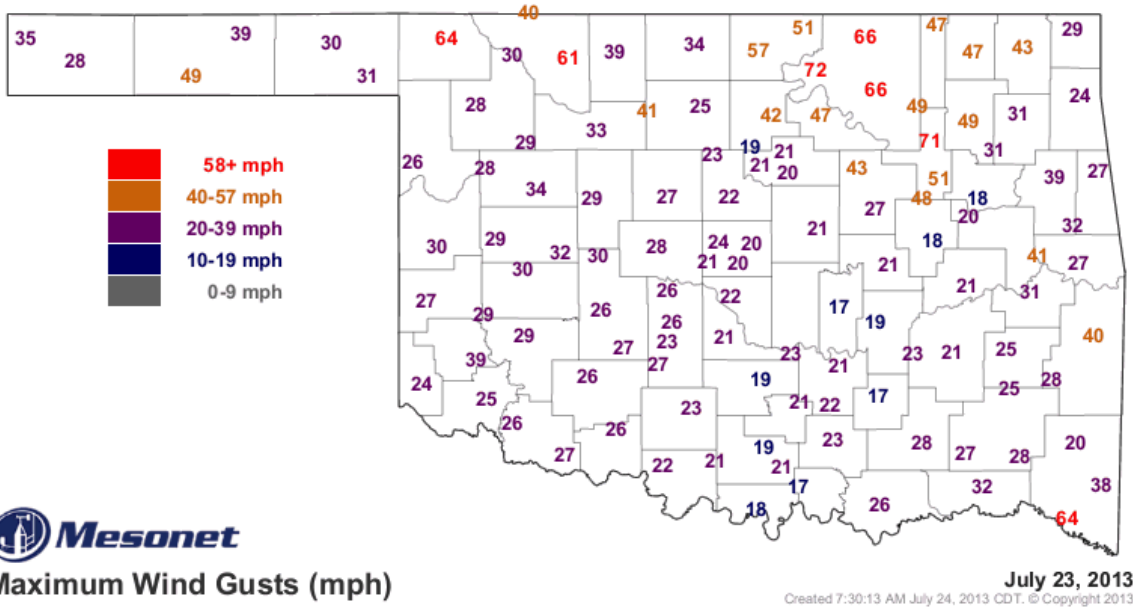 40
35 39 30 64 51 66 47 29
28 30 61 39 34 57 47 43
49 31 72 66 24
28 41 25 42 47 49 49 31
29 33 71 31
58+ mph 26 28 23 19 21 43 39 27
21 20 51
40-57 mph 34 29 27 22 48 18
20-39 mph 29 27 20 32
30 32 30 28 24 20 21 18 41
10-19 mph 30 21 20 21 27
0-9 mph 27 26 22 21 31
29 26 26 17 19
29 27 23 21 40
39 27 23 21 23 21 25
24 26 19 28
25 23 21 22 17 25
26 26 19 23 28 20
27 22 21 21 27 28
18 17 26 32 38
64
Mesonet
Maximum Wind Gusts (mph)
July 23, 2013
Created 7:30:13 AM July 24, 2013 CDT. © Copyright 2013